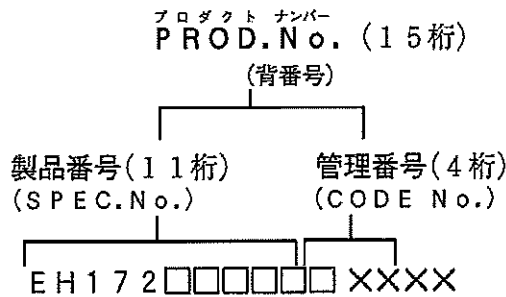 プロダクト ナンバー
PROD.No.(15桁)
(背番号)
製品番号(11桁) 管理番号(4桁)
(SPEC.No.) (CODE No.)
EH172□□□□□□ ××××